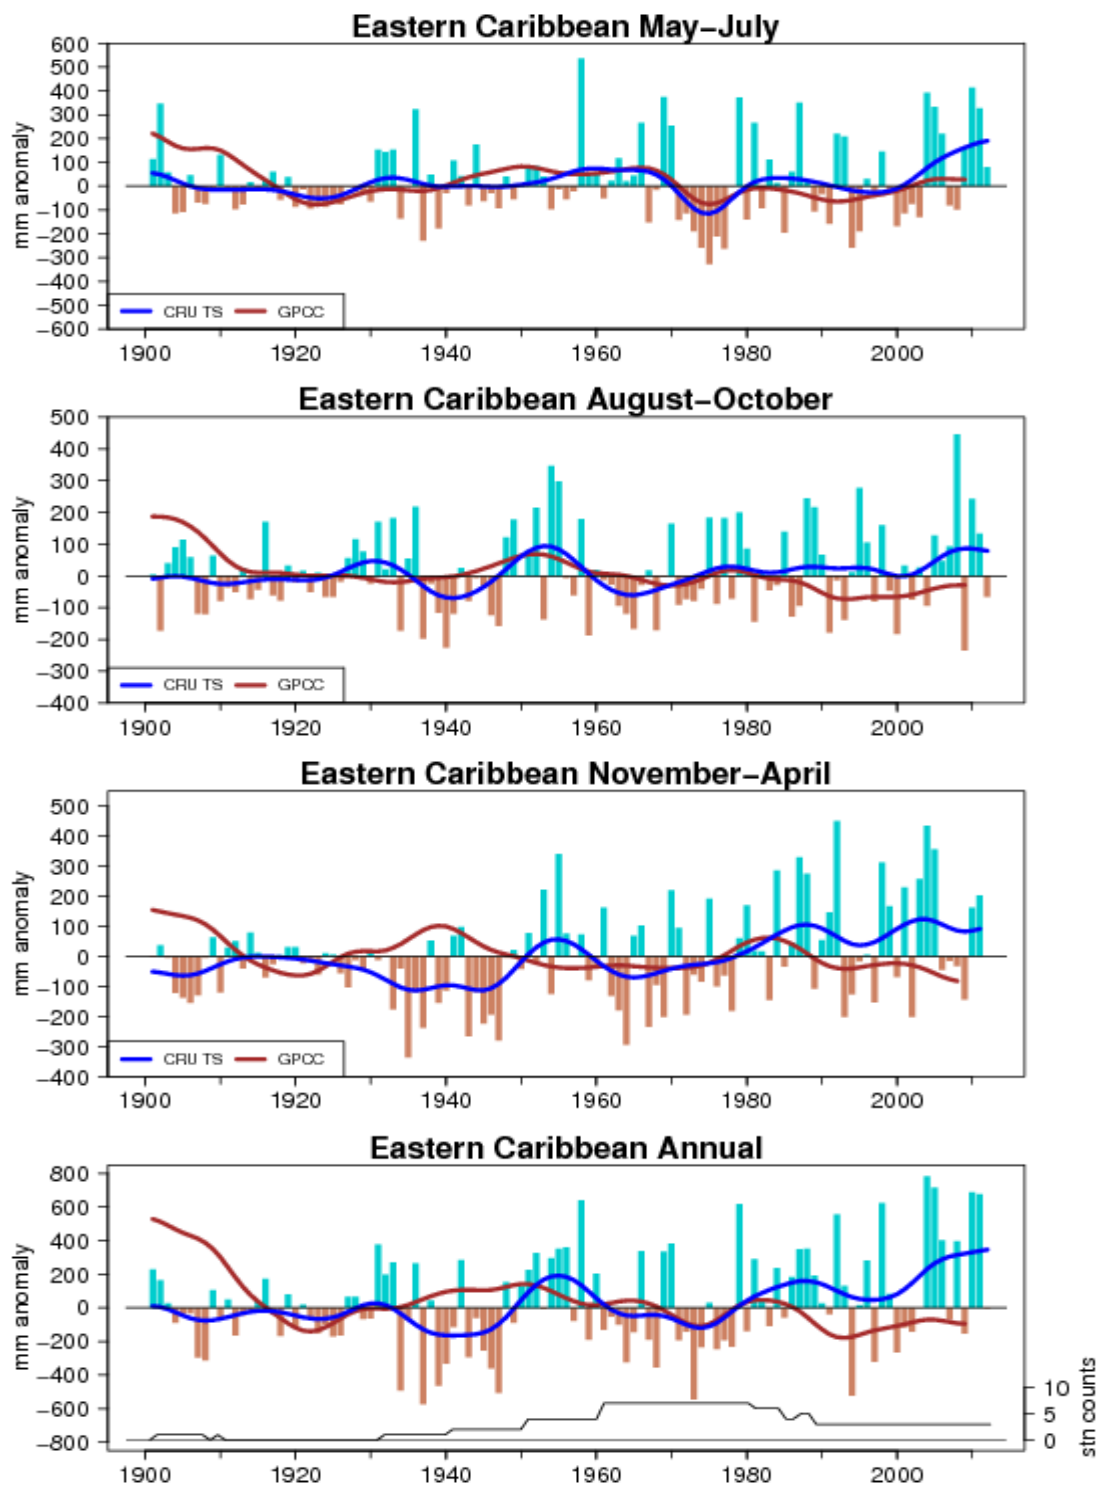 Eastern Caribbean May−July
600
500
400
300
200
100
0
−100
−200
−300
−400
−500
−600
mm anomaly
CRU TS GPCC
1900 1920 1940 1960 1980 2000
Eastern Caribbean August−October
500
400
300
200
100
0
−100
−200
−300
−400
mm anomaly
CRU TS GPCC
1900 1920 1940 1960 1980 2000
Eastern Caribbean November−April
500
400
300
200
100
0
−100
−200
−300
−400
mm anomaly
CRU TS GPCC
1900 1920 1940 1960 1980 2000
Eastern Caribbean Annual
800
600
400
200
0
−200
−400
−600
−800
mm anomaly
10
5
0
stn counts
1900 1920 1940 1960 1980 2000